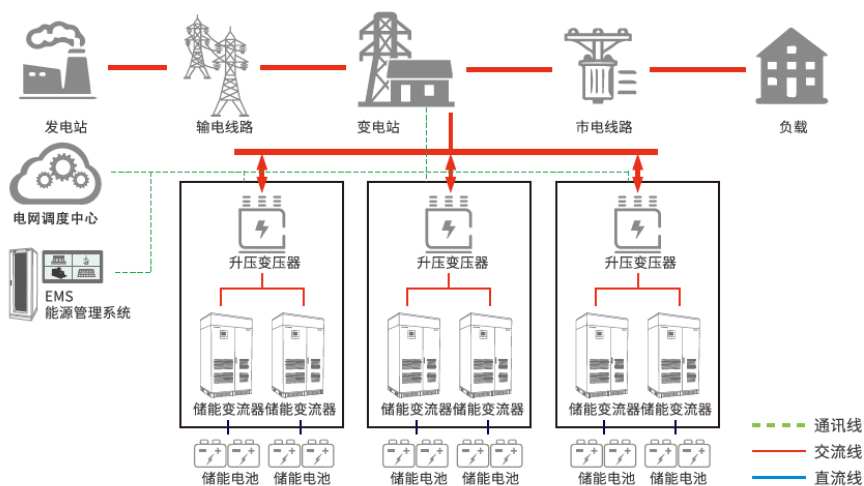 发电站
输电线路
变电站
市电线路
负载
电网调度中心
EMS
能源管理系统
升压变压器
升压变压器
升压变压器
储能变流器
储能变流器
储能变流器
储能变流器
储能变流器
储能变流器
储能电池
储能电池
储能电池
储能电池
储能电池
储能电池
通讯线
交流线
直流线